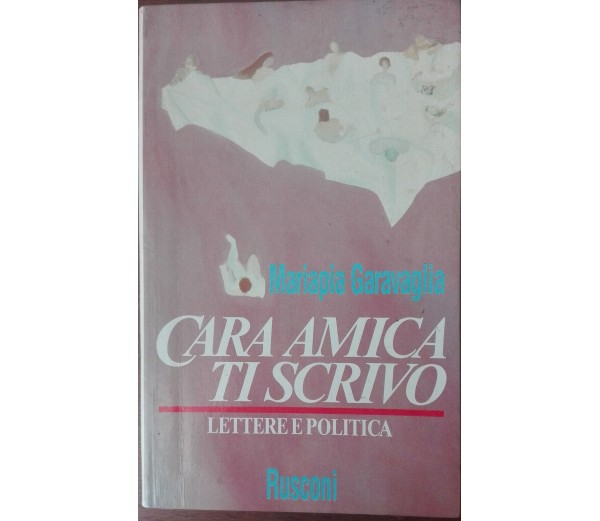 Mariapia Garavaglia
CARA AMICA
TI SCRIVO
LETTERE E POLITICA
Rusconi